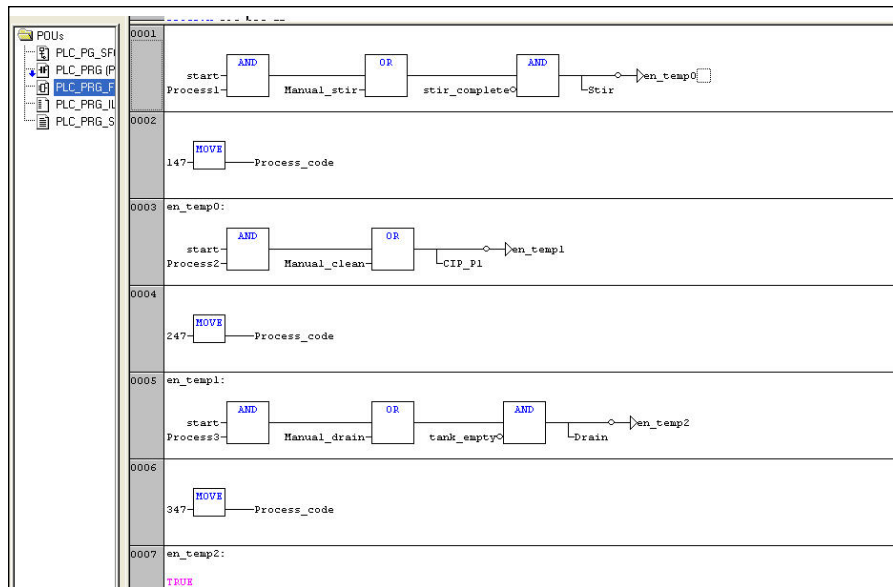 POUs
PLC_PG_SF
PLC_PRG (P
PLC_PRG_F
PLC_PRG_IL
PLC_PRG_S
0001
AND OR AND
start
Process1 Manual_stir stir_complete Stir en_temp0
0002
MOVE
147 Process_code
0003 en_temp0:
AND OR
start en_temp1
Process2 Manual_clean CIP_P1
0004
MOVE
247 Process_code
0005 en_temp1:
AND OR AND
start en_temp2
Process3 Manual_drain tank_empty Drain
0006
MOVE
347 Process_code
0007 en_temp2:
TRUE